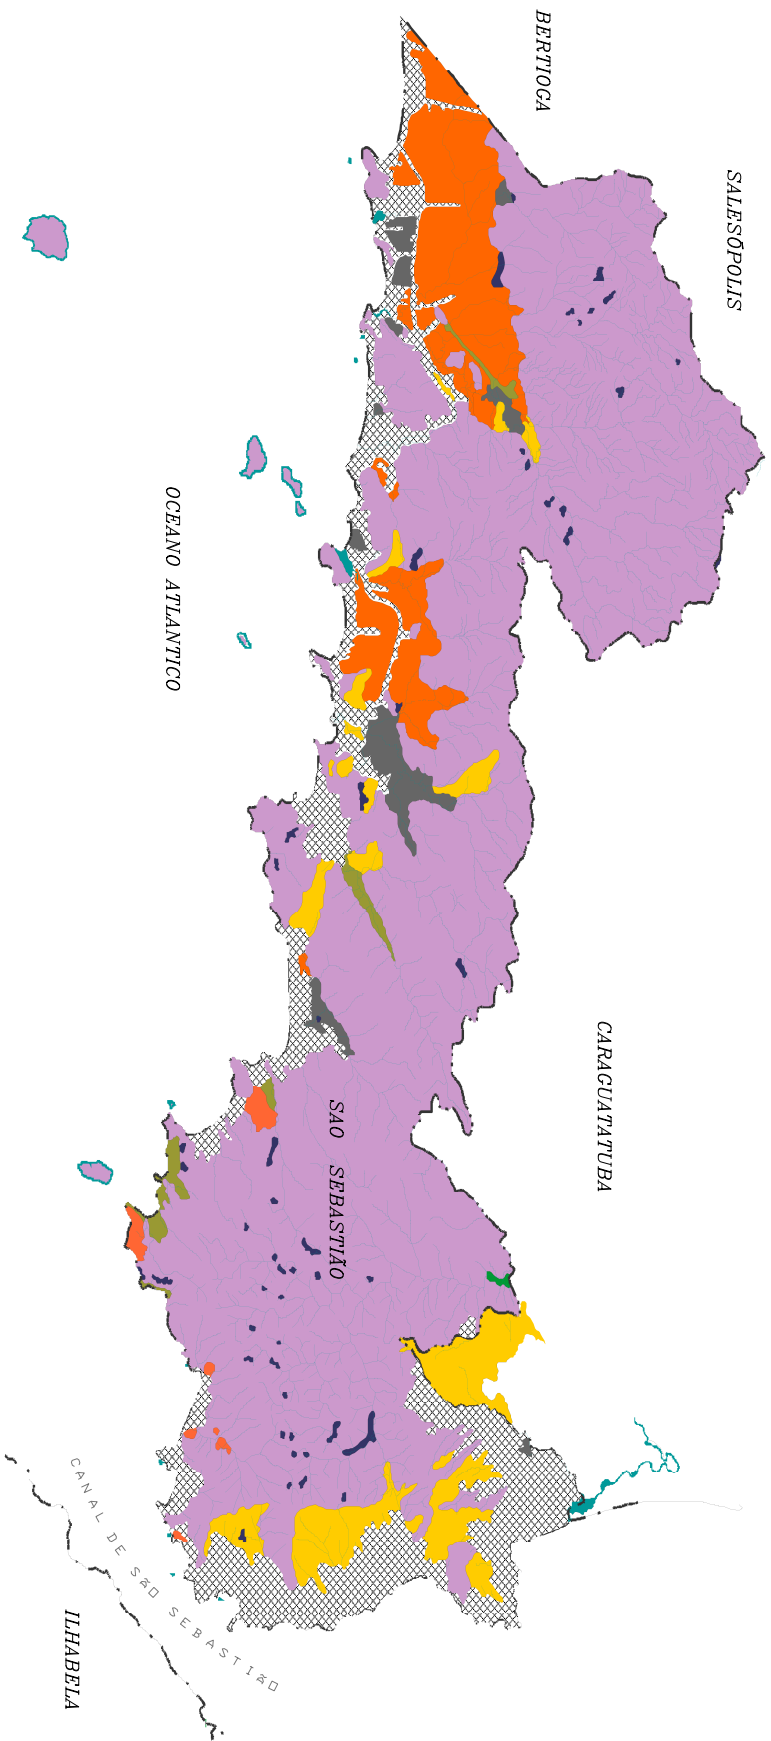 BERTIOGA
SALESÓPOLIS
OCEANO ATLANTICO
CARAGUATATUBA
SAO SEBASTIÃO
CANAL DE SÃO SEBASTIÃO
ILHABELA